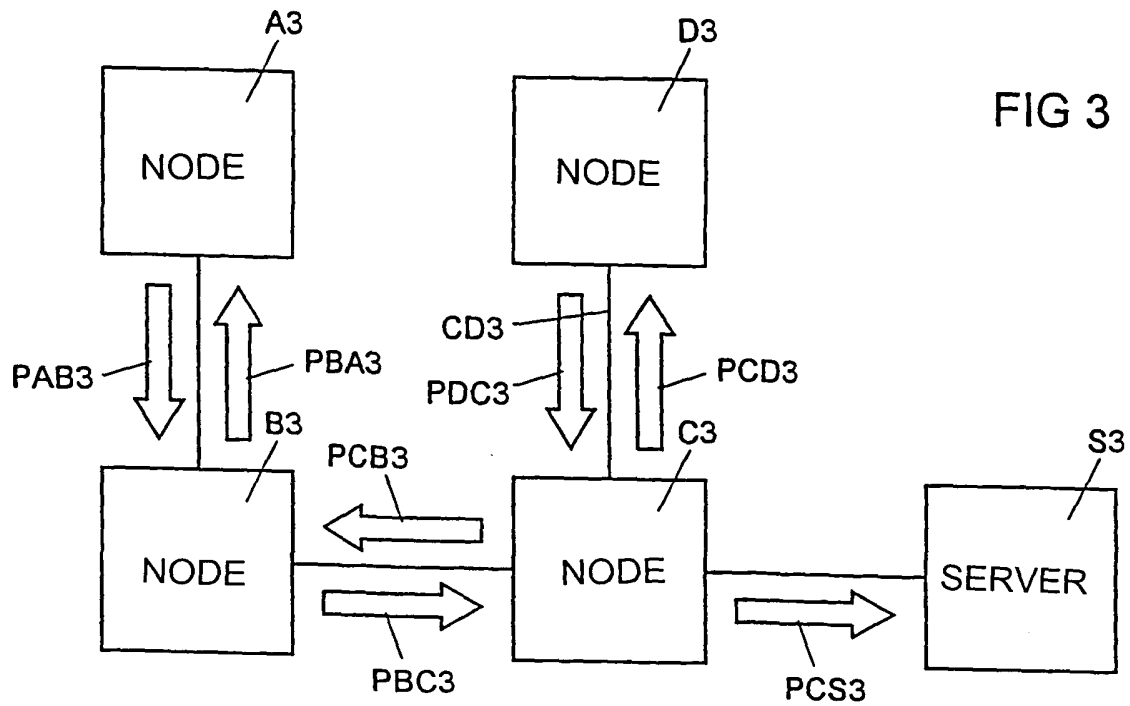 A3
D3
FIG 3
NODE
NODE
CD3
PAB3
PBA3
PDC3
PCD3
B3
C3
PCB3
S3
NODE
NODE
SERVER
PBC3
PCS3